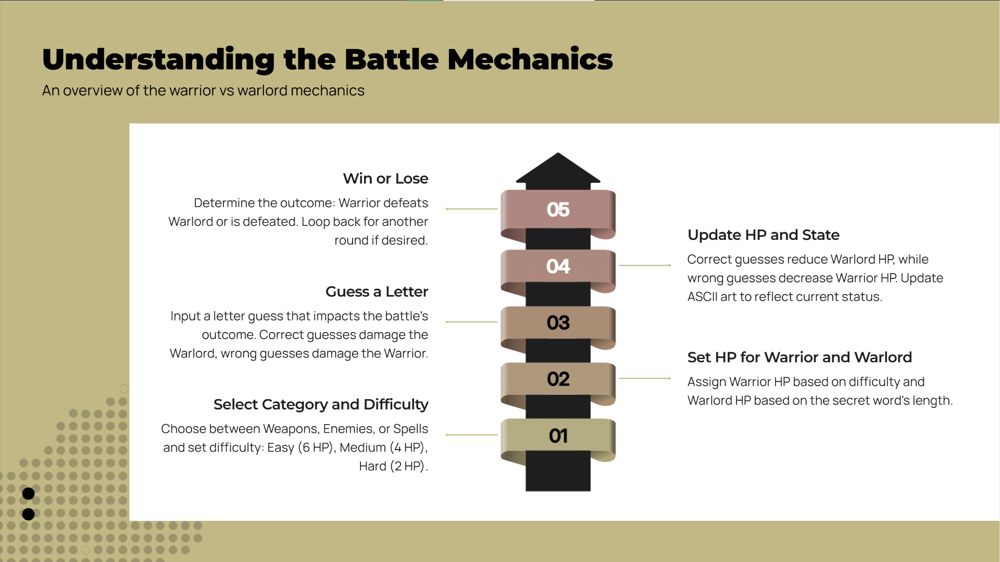 Understanding the Battle Mechanics
An overview of the warrior vs warlord mechanics
Win or Lose
Determine the outcome: Warrior defeats
Warlord or is defeated. Loop back for another
round if desired.
05
Update HP and State
Correct guesses reduce Warlord HP, while
wrong guesses decrease Warrior HP. Update
ASCII art to reflect current status.
04
Guess a Letter
Input a letter guess that impacts the battle's
outcome. Correct guesses damage the
Warlord, wrong guesses damage the Warrior.
03
Set HP for Warrior and Warlord
Assign Warrior HP based on difficulty and
Warlord HP based on the secret word's length.
02
Select Category and Difficulty
Choose between Weapons, Enemies, or Spells
and set difficulty: Easy (6 HP), Medium (4 HP),
Hard (2 HP).
01